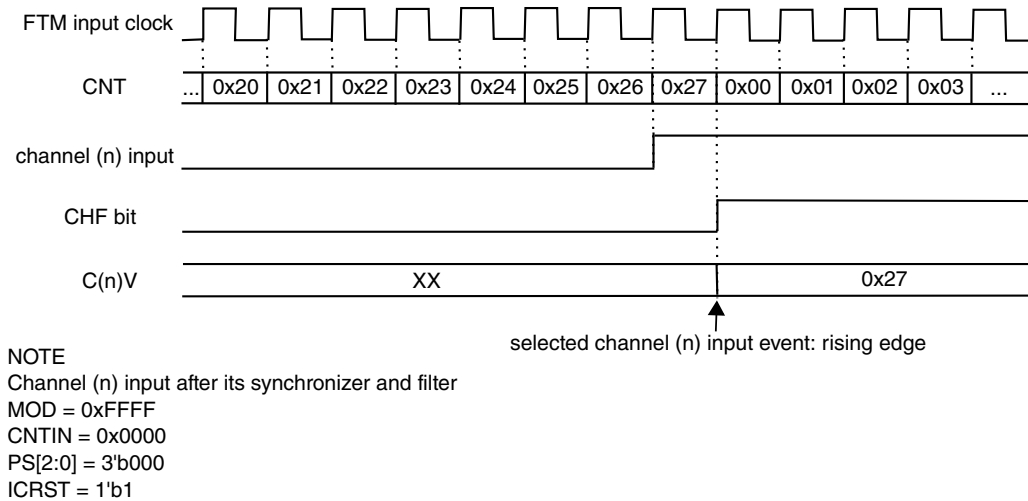 FTM input clock
CNT ... 0x20 0x21 0x22 0x23 0x24 0x25 0x26 0x27 0x00 0x01 0x02 0x03 ...
channel (n) input
CHF bit
C(n)V XX 0x27
selected channel (n) input event: rising edge
NOTE
Channel (n) input after its synchronizer and filter
MOD = 0xFFFF
CNTIN = 0x0000
PS[2:0] = 3'b000
ICRST = 1'b1